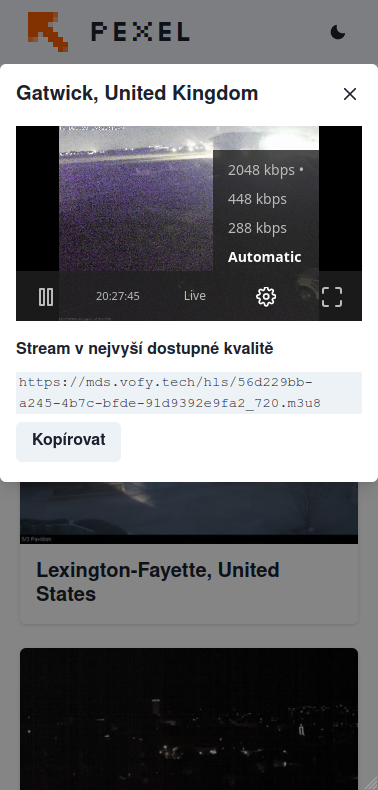 PEXEL
Gatwick, United Kingdom
2048 kbps •
448 kbps
288 kbps
Automatic
20:27:45
Live
Stream v nejvyší dostupné kvalitě
https://mds.vofy.tech/hls/56d229bb-
a245-4b7c-bfde-91d9392e9fa2_720.m3u8
Kopírovat
Lexington-Fayette, United
States